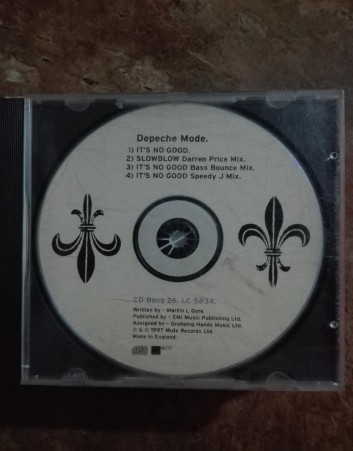 Depeche Mode.
1) IT'S NO GOOD.
2) SLOWBLOW Darren Price Mix.
3) IT'S NO GOOD Bass Bounce Mix.
4) IT'S NO GOOD Speedy J Mix.
CD Bong 26. LC 5834.
Written by - Martin L Gore.
Published by - EMI Music Publishing Ltd.
Assigned by - Grabbing Hands Music Ltd.
℗ & © 1997 Mute Records Ltd.
Made in England.